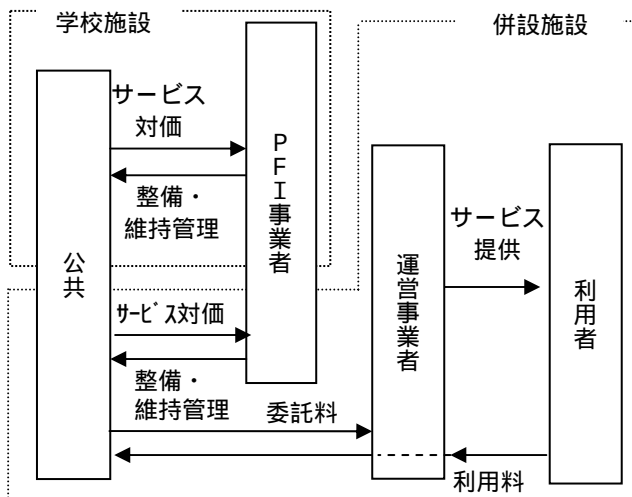 学校施設
併設施設
サービス
対価
整備・
維持管理
公共
PFI事業者
サービス対価
整備・
維持管理
委託料
運営事業者
サービス
提供
利用者
利用料